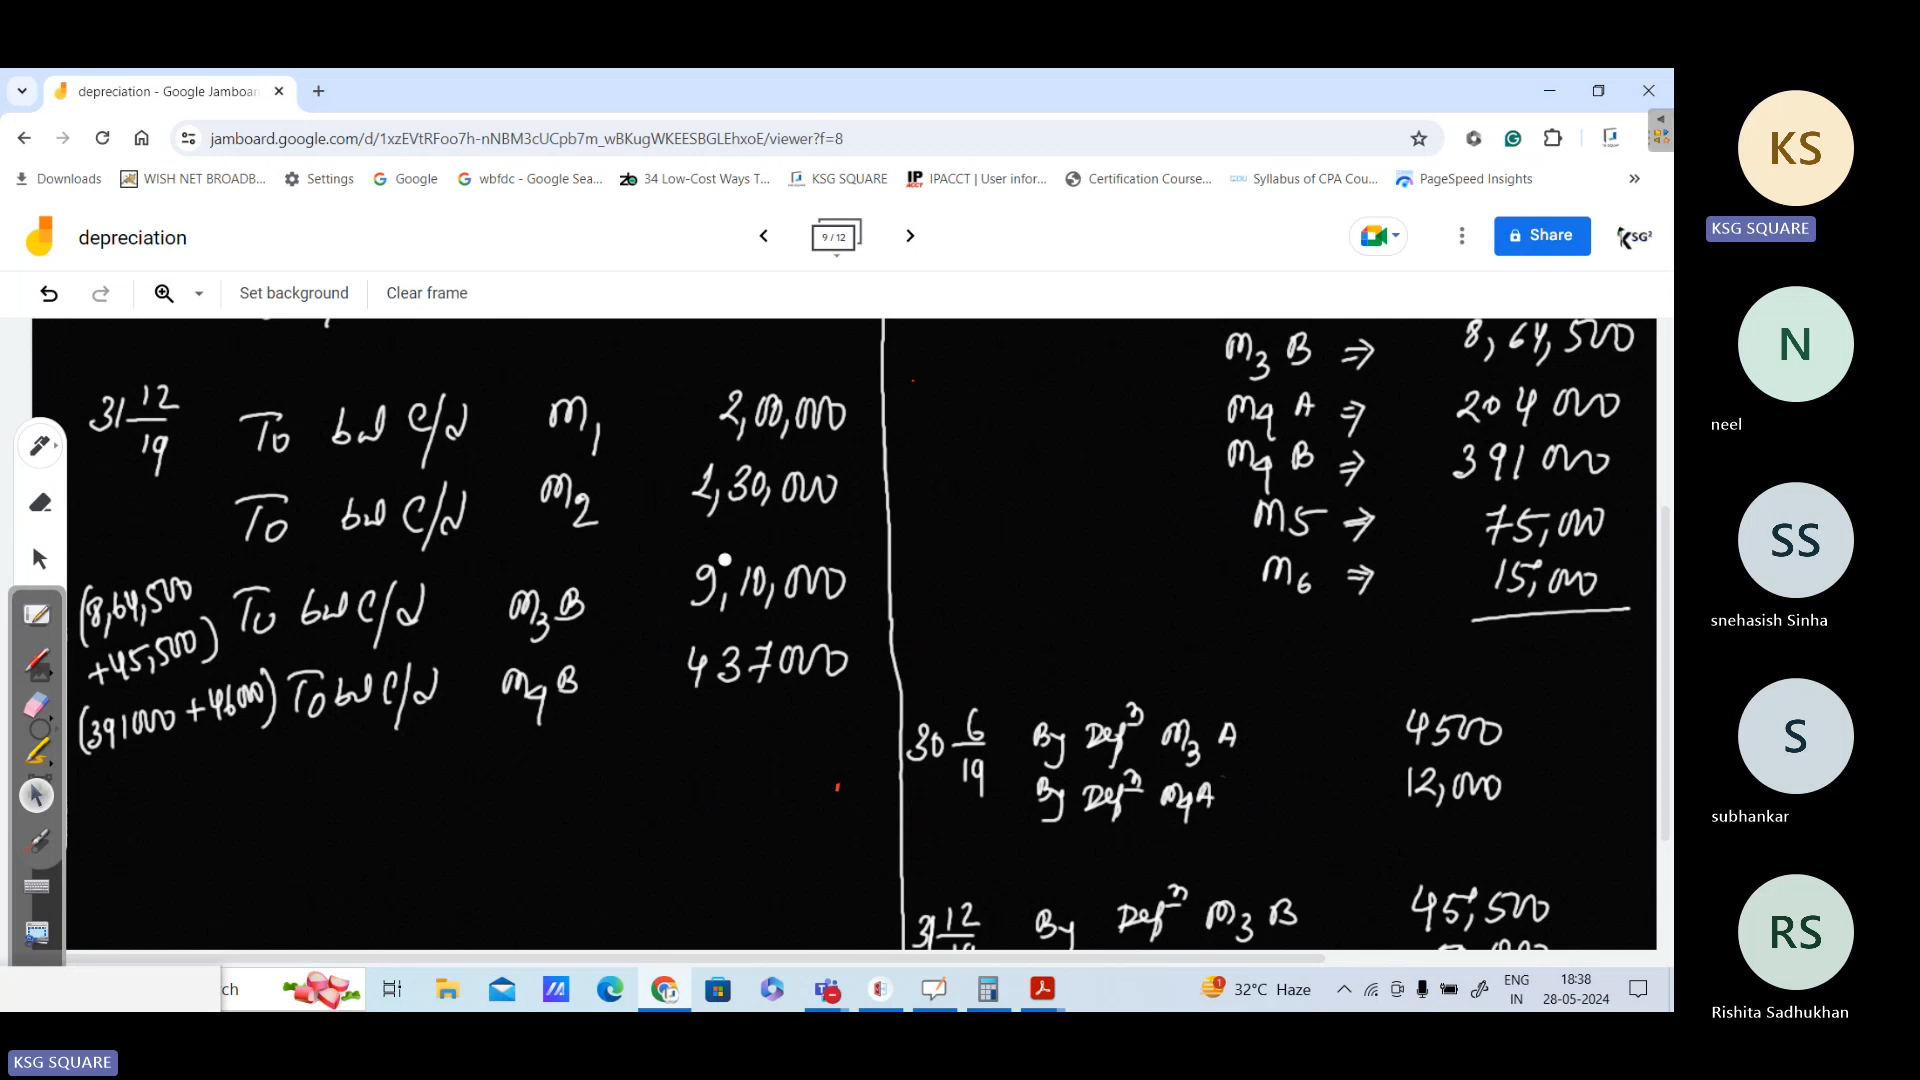 depreciation - Google Jamboar
jamboard.google.com/d/1xzEVtRFoo7h-nNBM3cUCpb7m_wBKugWKEESBGLEhxoE/viewer?f=8
Downloads WISH NET BROADB... Settings Google wbfdc - Google Sea... 34 Low-Cost Ways T... KSG SQUARE IPACCT | User infor... Certification Course... Syllabus of CPA Cou... PageSpeed Insights »
depreciation
9 / 12
Share
KSG²
Set background Clear frame
31 12/19 To bal C/d M1 2,00,000
To bal C/d M2 1,30,000
(8,64,500 + 45,500) To bal C/d M3 B 9,10,000
(391000 + 46000) To bal C/d M4 B 437000
M3 B ⇒ 8,64,500
M4 A ⇒ 204000
M4 B ⇒ 391000
M5 ⇒ 75,000
M6 ⇒ 15,000
30 6/19 By Depn M3 A 4500
By Depn M4 A 12,000
31 12/19 By Depn M3 B 45,500
ch
32°C Haze
ENG
IN
18:38
28-05-2024
KS
KSG SQUARE
N
neel
SS
snehasish Sinha
S
subhankar
RS
Rishita Sadhukhan
KSG SQUARE